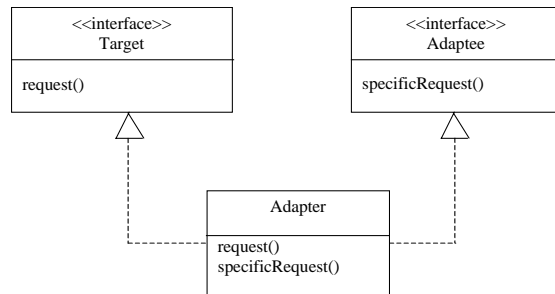 <<interface>>
Target
request()
<<interface>>
Adaptee
specificRequest()
Adapter
request()
specificRequest()